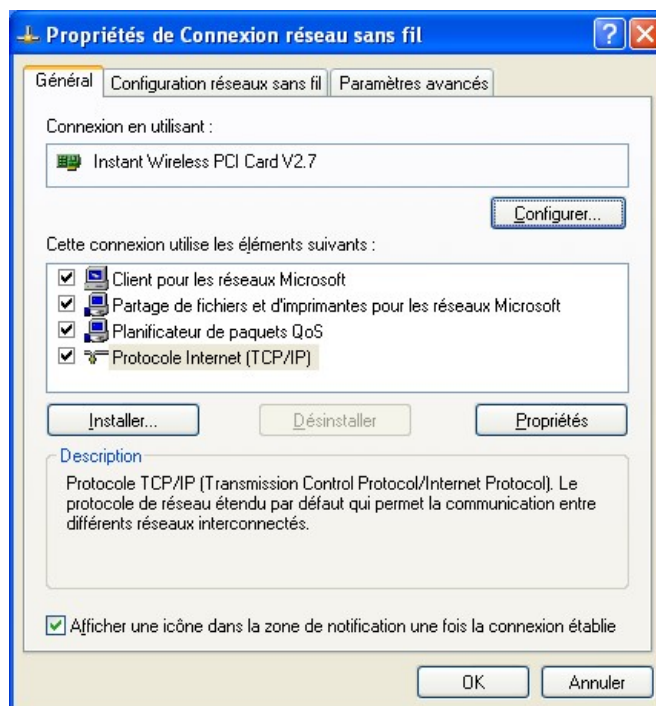 Propriétés de Connexion réseau sans fil
Général
Configuration réseaux sans fil
Paramètres avancés
Connexion en utilisant :
Instant Wireless PCI Card V2.7
Configurer...
Cette connexion utilise les éléments suivants :
Client pour les réseaux Microsoft
Partage de fichiers et d'imprimantes pour les réseaux Microsoft
Planificateur de paquets QoS
Protocole Internet (TCP/IP)
Installer...
Désinstaller
Propriétés
Description
Protocole TCP/IP (Transmission Control Protocol/Internet Protocol). Le
protocole de réseau étendu par défaut qui permet la communication entre
différents réseaux interconnectés.
Afficher une icône dans la zone de notification une fois la connexion établie
OK
Annuler